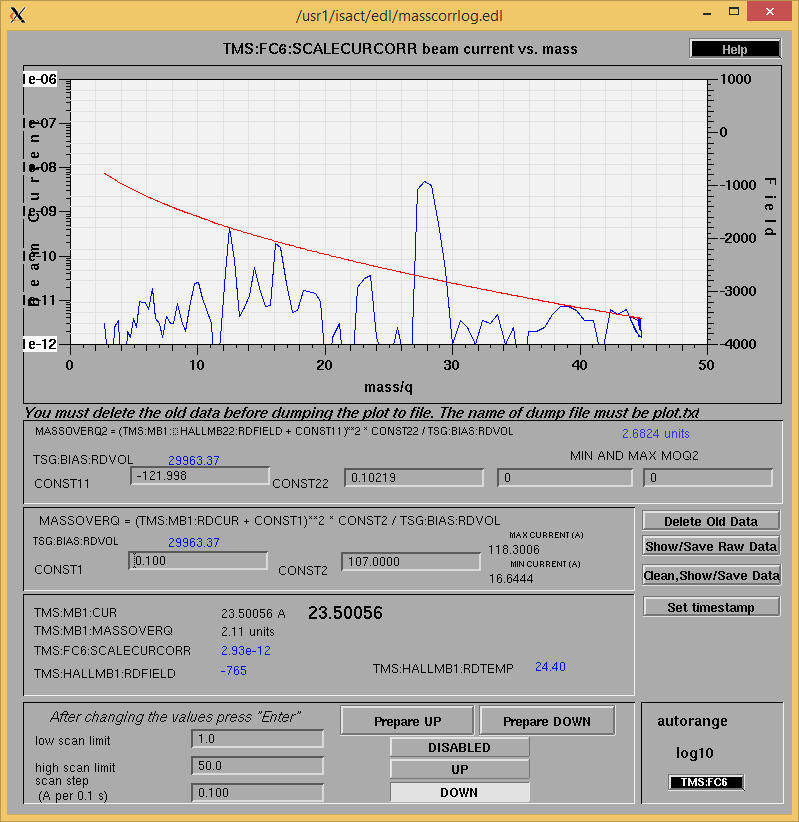 /usr1/isact/edl/masscorrlog.edl
TMS:FC6:SCALECURCORR beam current vs. mass
Help
1e-06
1e-07
1e-08
1e-09
1e-10
1e-11
1e-12
Beam Current
1000
0
-1000
-2000
-3000
-4000
Field
0 10 20 30 40 50
mass/q
You must delete the old data before dumping the plot to file. The name of dump file must be plot.txt
2.6824 units
TSG:BIAS:RDVOL 29963.37
MIN AND MAX MOQ2
CONST11 -121.998 CONST22 0.10219 0 0
MASSOVERQ = (TMS:MB1:RDCUR + CONST1)**2 * CONST2 / TSG:BIAS:RDVOL
TSG:BIAS:RDVOL 29963.37
MAX CURRENT (A)
118.3006
CONST1 0.100 CONST2 107.0000
MIN CURRENT (A)
16.6444
Delete Old Data
Show/Save Raw Data
Clean,Show/Save Data
Set timestamp
TMS:MB1:CUR 23.50056 A 23.50056
TMS:MB1:MASSOVERQ 2.11 units
TMS:FC6:SCALECURCORR 2.93e-12
TMS:HALLMB1:RDFIELD -765
TMS:HALLMB1:RDTEMP 24.40
After changing the values press "Enter"
low scan limit 1.0
high scan limit 50.0
scan step
(A per 0.1 s) 0.100
Prepare UP
Prepare DOWN
DISABLED
UP
DOWN
autorange
log10
TMS:FC6